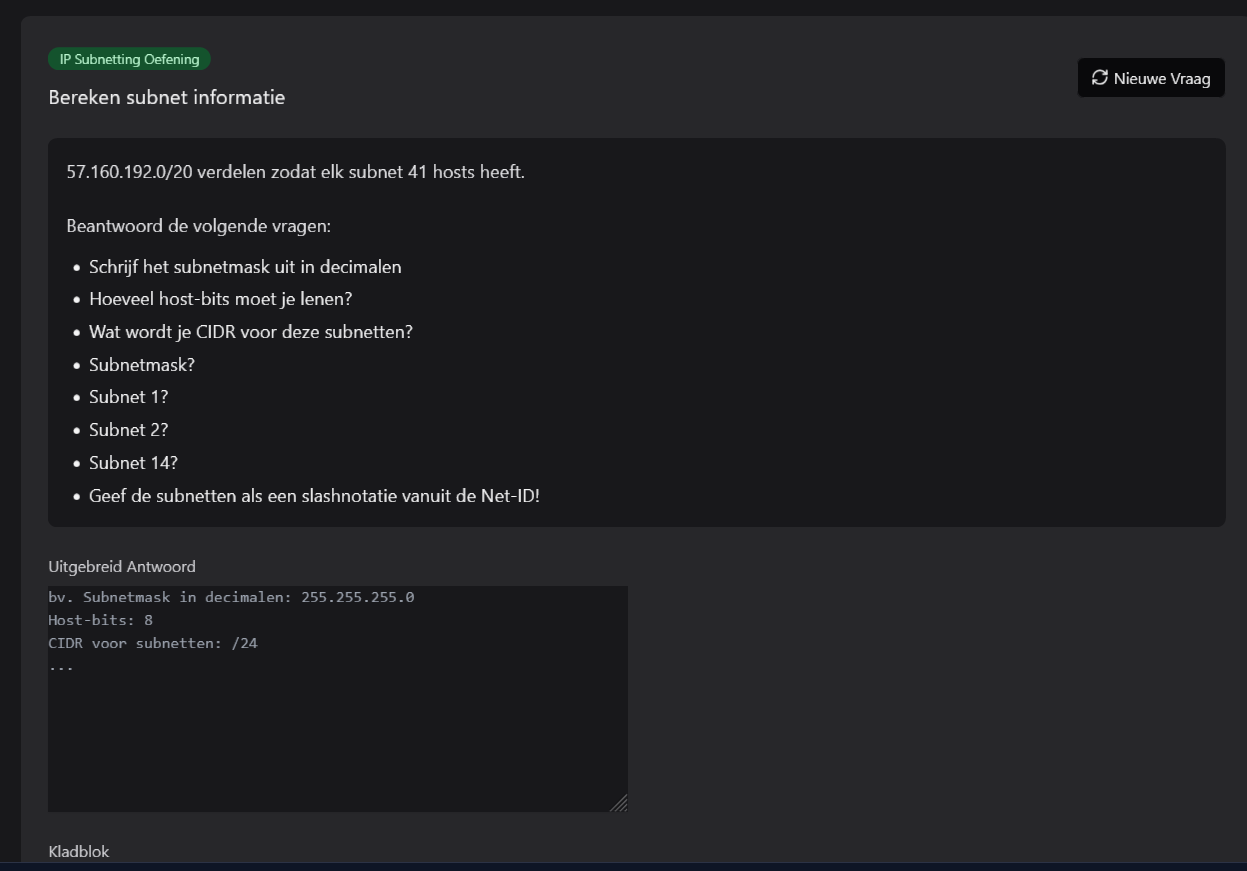 IP Subnetting Oefening
Nieuwe Vraag
Bereken subnet informatie
57.160.192.0/20 verdelen zodat elk subnet 41 hosts heeft.
Beantwoord de volgende vragen:
• Schrijf het subnetmask uit in decimalen
• Hoeveel host-bits moet je lenen?
• Wat wordt je CIDR voor deze subnetten?
• Subnetmask?
• Subnet 1?
• Subnet 2?
• Subnet 14?
• Geef de subnetten als een slashnotatie vanuit de Net-ID!
Uitgebreid Antwoord
bv. Subnetmask in decimalen: 255.255.255.0
Host-bits: 8
CIDR voor subnetten: /24
...
Kladblok